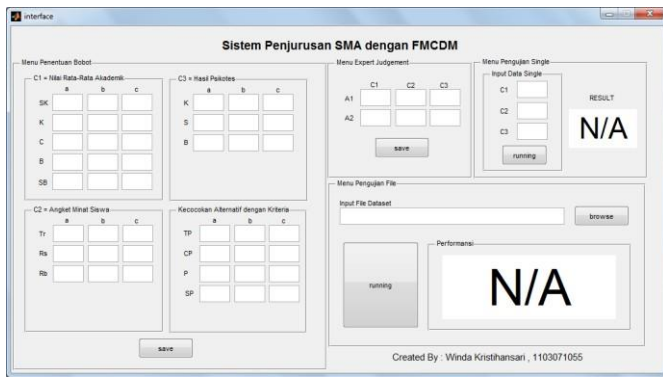 interface
Sistem Penjurusan SMA dengan FMCDM
Menu Penentuan Bobot
C1 = Nilai Rata-Rata Akademik
a b c
SK
K
C
B
SB
C3 = Hasil Psikotes
a b c
K
S
B
C2 = Angket Minat Siswa
a b c
Tr
Rs
Rb
Kecocokan Alternatif dengan Kriteria
a b c
TP
CP
P
SP
save
Menu Expert Judgement
C1 C2 C3
A1
A2
save
Menu Pengujian Single
Input Data Single
C1
C2
C3
running
RESULT
N/A
Menu Pengujian File
Input File Dataset
browse
running
Performansi
N/A
Created By : Winda Kristihansari , 1103071055